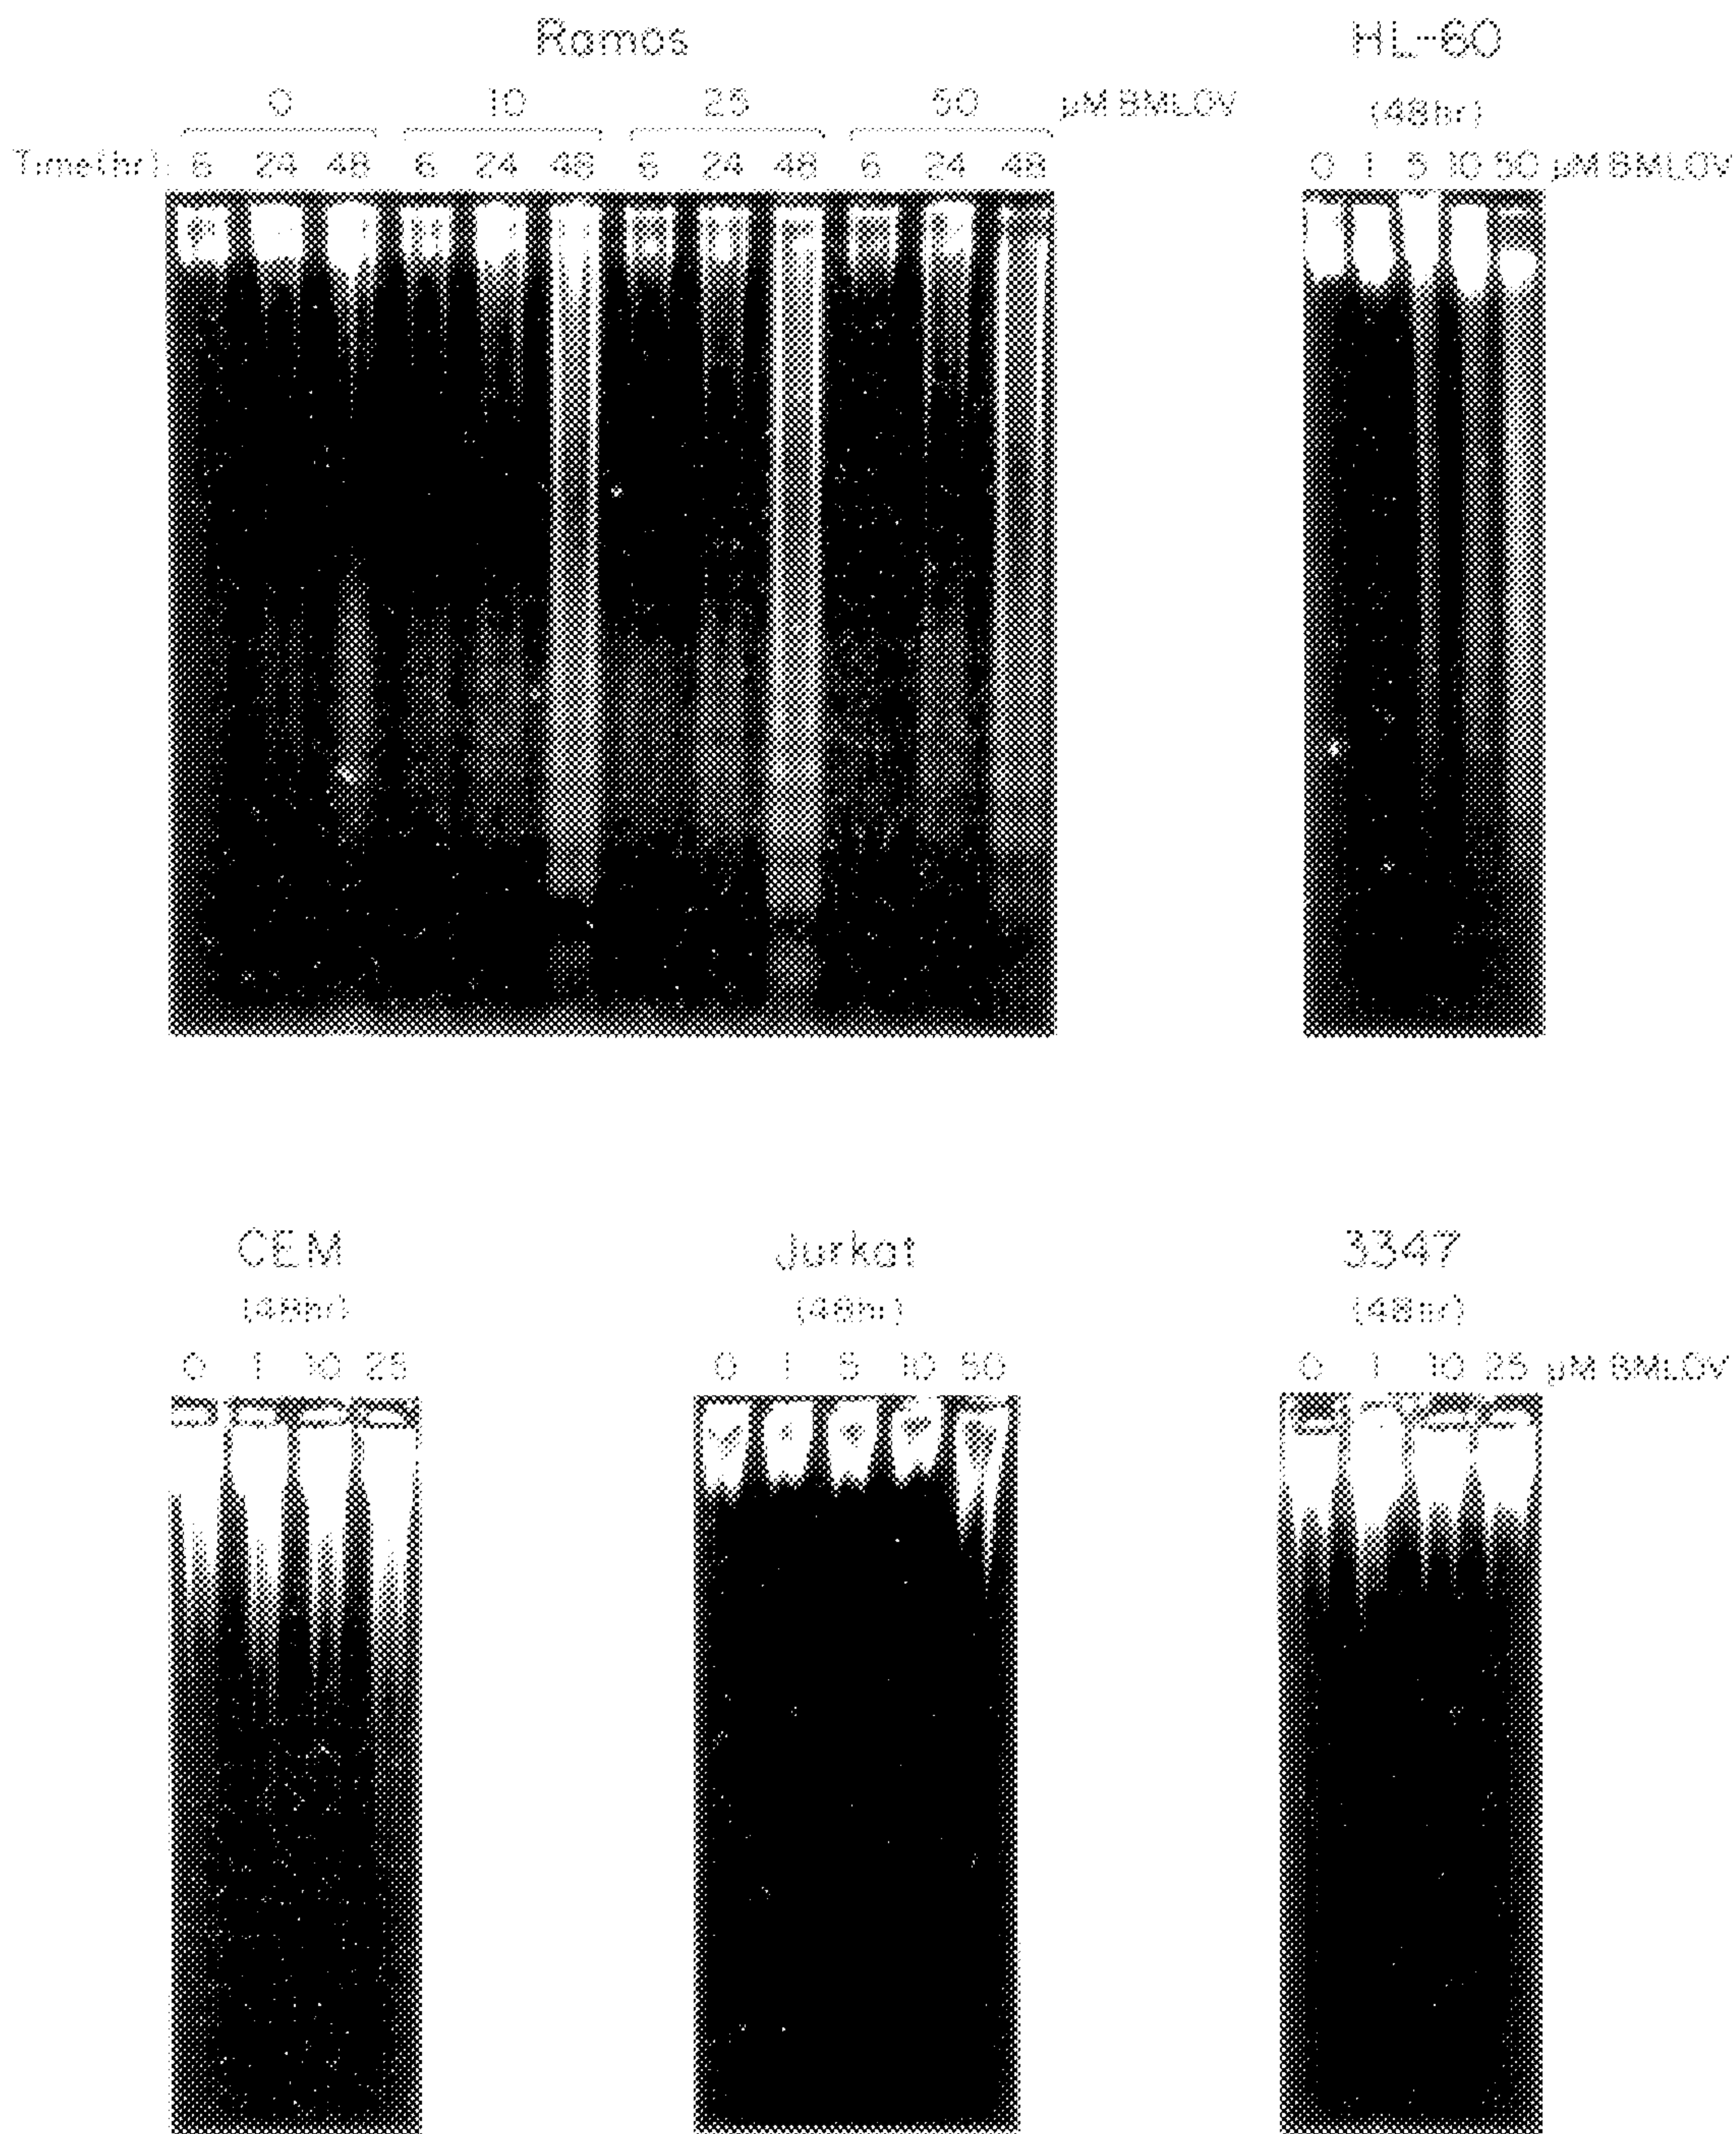 Ramos HL-60
0 10 25 50 μM BMLOV (48hr)
Time(hr): 6 24 48 6 24 48 6 24 48 6 24 48 0 1 5 10 50 μM BMLOV
CEM Jurkat 3347
(48hr) (48hr) (48hr)
0 1 10 25 0 1 5 10 50 0 1 10 25 μM BMLOV